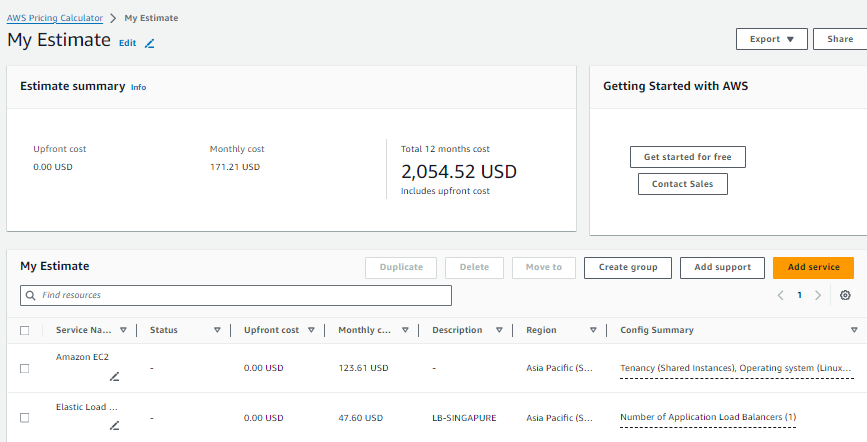 AWS Pricing Calculator > My Estimate
My Estimate Edit
Export ▼ Share
Estimate summary Info
Getting Started with AWS
Upfront cost
0.00 USD
Monthly cost
171.21 USD
Total 12 months cost
2,054.52 USD
Includes upfront cost
Get started for free
Contact Sales
My Estimate
Duplicate Delete Move to Create group Add support Add service
Find resources
< 1 >
Service Na... Status Upfront cost Monthly c... Description Region Config Summary
Amazon EC2 - 0.00 USD 123.61 USD - Asia Pacific (S... Tenancy (Shared Instances), Operating system (Linux...
Elastic Load ... - 0.00 USD 47.60 USD LB-SINGAPURE Asia Pacific (S... Number of Application Load Balancers (1)